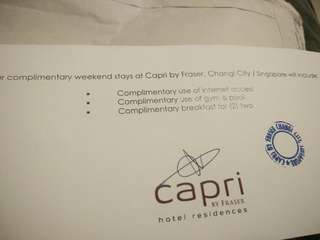 r complimentary weekend stays at Capri by Fraser, Changi City | Singapore will include:
Complimentary use of internet access
Complimentary use of gym & pool
Complimentary breakfast for (2) two
capri
BY FRASER
hotel residences